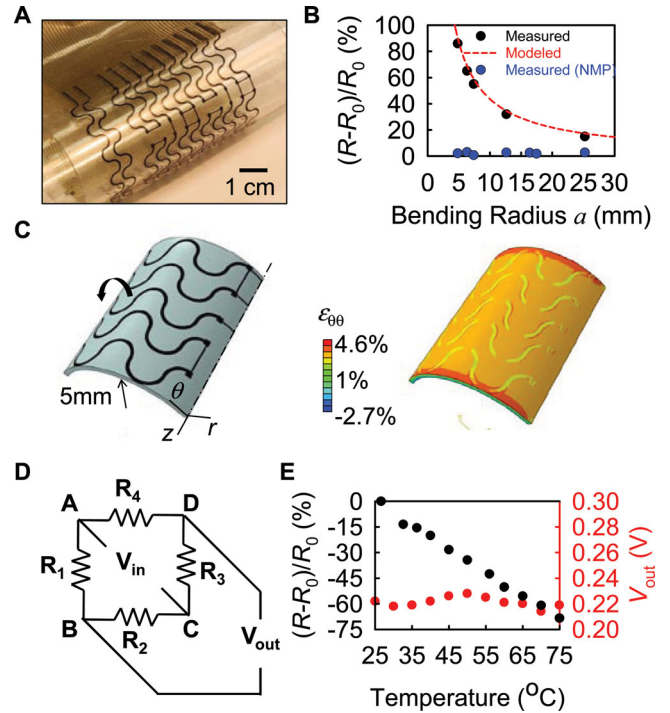 A
1 cm
B
(R-R₀)/R₀ (%)
100
80
60
40
20
0
Measured
Modeled
Measured (NMP)
0 5 10 15 20 25 30
Bending Radius a (mm)
C
5mm
θ
z
r
εθθ
4.6%
1%
-2.7%
D
A
R₄
D
R₁
Vin
R₃
B
R₂
C
Vout
E
(R-R₀)/R₀ (%)
0
-15
-30
-45
-60
-75
0.30
0.28
0.26
0.24
0.22
0.20
Vout (V)
25 35 45 55 65 75
Temperature (°C)